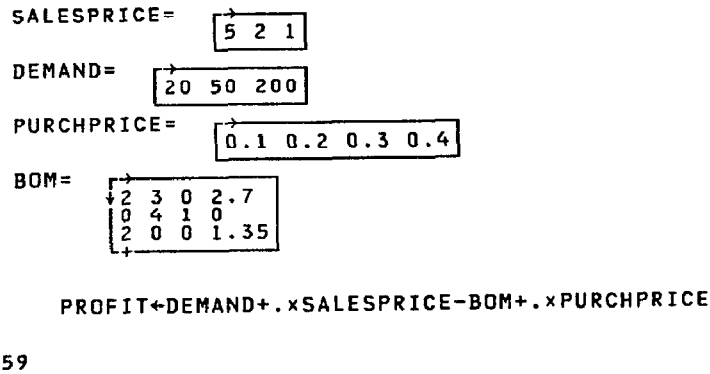 SALESPRICE= 5 2 1
DEMAND= 20 50 200
PURCHPRICE= 0.1 0.2 0.3 0.4
BOM= 2 3 0 2.7
0 4 1 0
2 0 0 1.35
PROFIT←DEMAND+.×SALESPRICE-BOM+.×PURCHPRICE
59